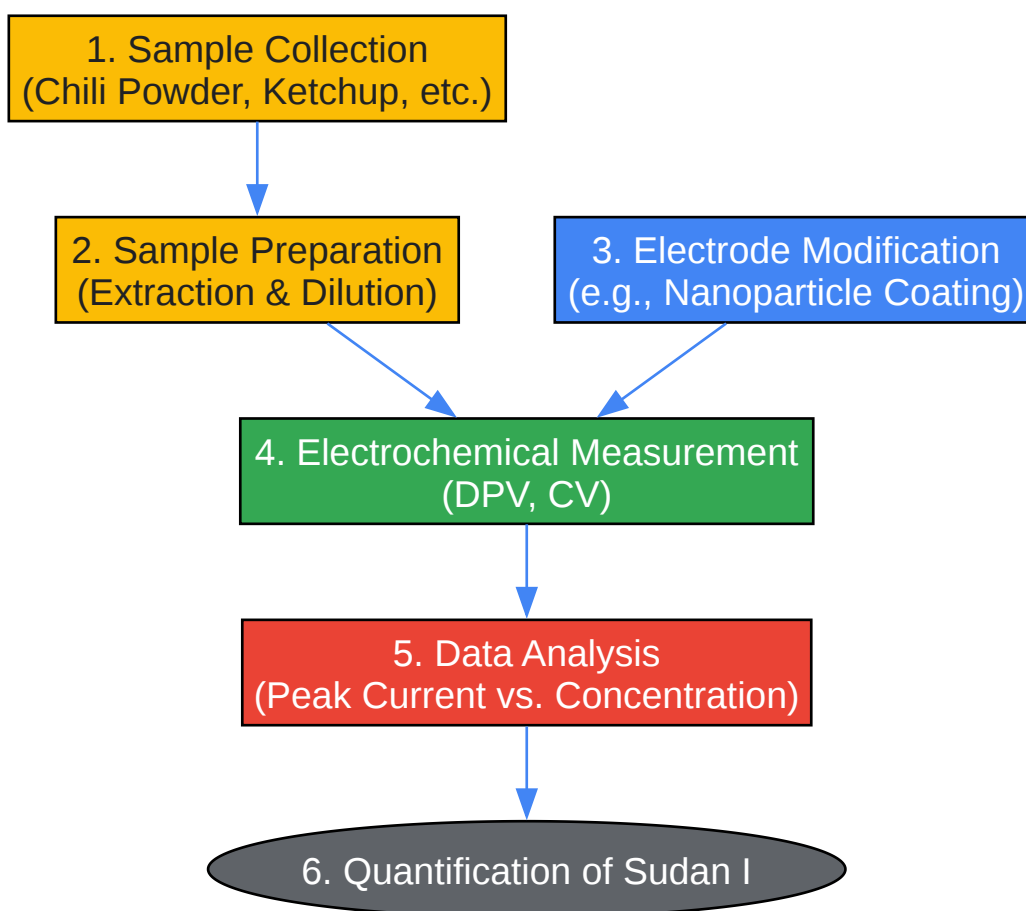 1. Sample Collection
(Chili Powder, Ketchup, etc.)
2. Sample Preparation
(Extraction & Dilution)
3. Electrode Modification
(e.g., Nanoparticle Coating)
4. Electrochemical Measurement
(DPV, CV)
5. Data Analysis
(Peak Current vs. Concentration)
6. Quantification of Sudan I